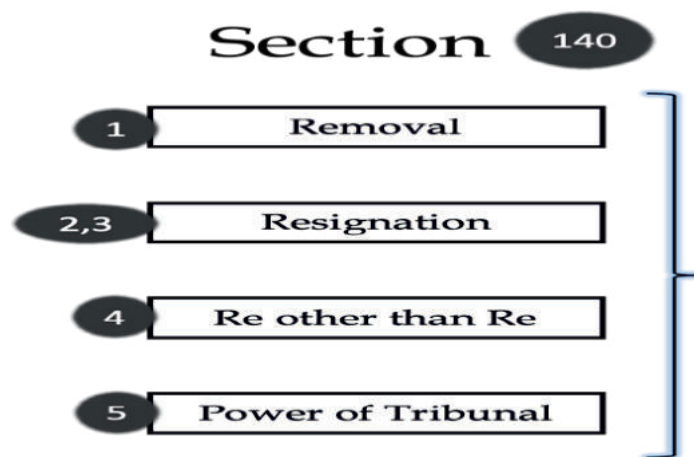 Section 140
1 Removal
2,3 Resignation
4 Re other than Re
5 Power of Tribunal